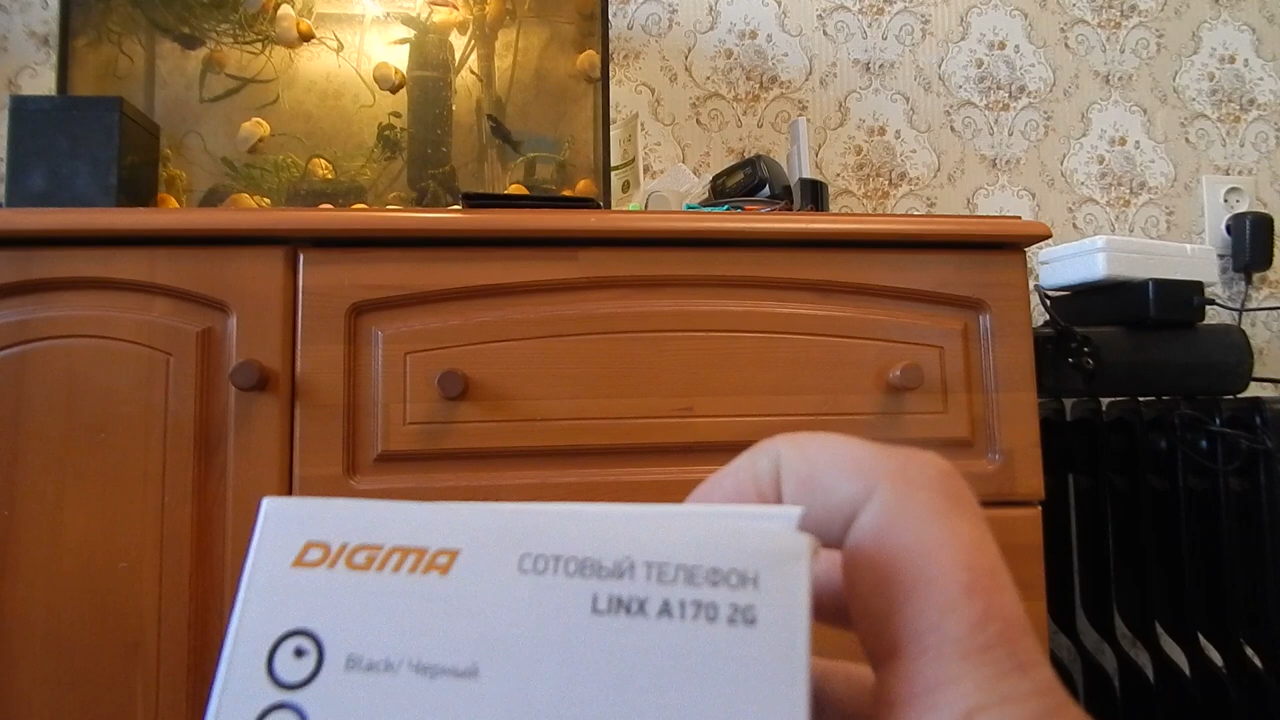 DIGMA
СОТОВЫЙ ТЕЛЕФОН
LINX A170 2G
Black/ Черный